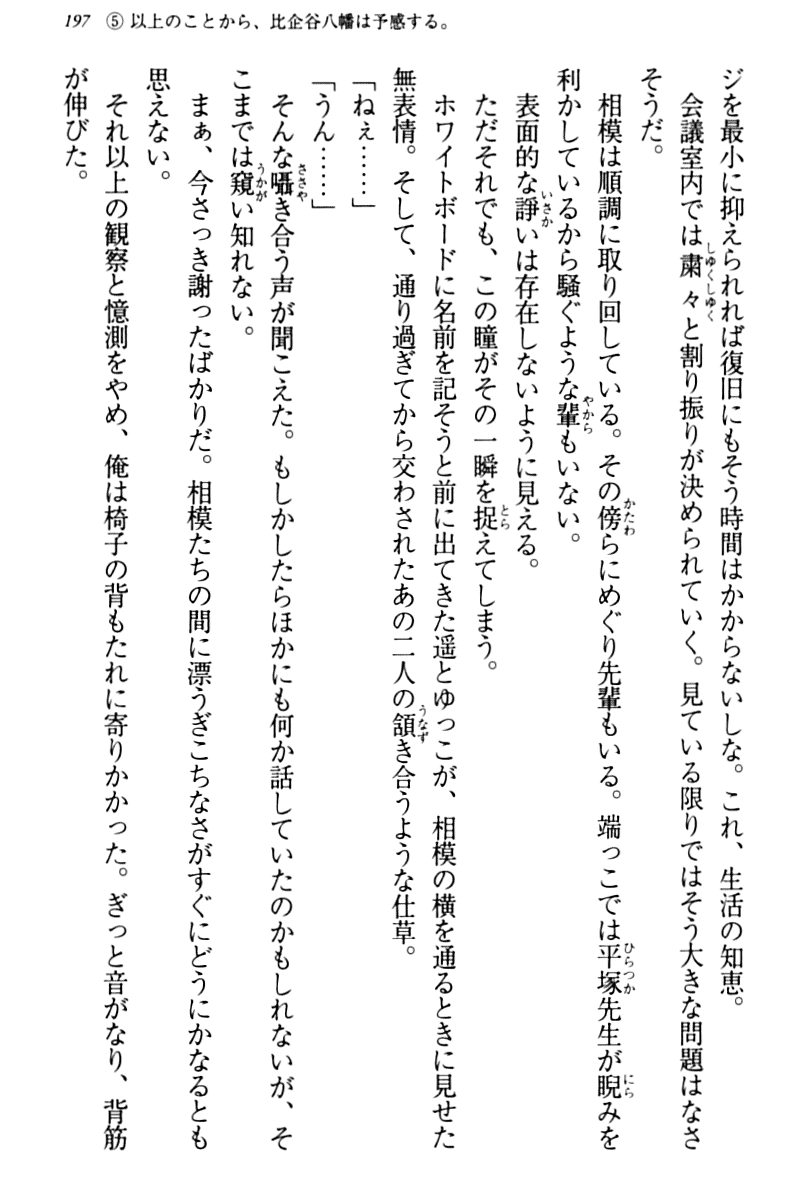 197 ⑤ 以上のことから、比企谷八幡は予感する。
ジを最小に抑えられれば復旧にもそう時間はかからないしな。これ、生活の知恵。
会議室内では粛々と割り振りが決められていく。見ている限りではそう大きな問題はなさ
そうだ。
相模は順調に取り回している。その傍らにめぐり先輩もいる。端っこでは平塚先生が睨みを
利かしているから騒ぐような輩もいない。
表面的な諍いは存在しないように見える。
ただそれでも、この瞳がその一瞬を捉えてしまう。
ホワイトボードに名前を記そうと前に出てきた遥とゆっこが、相模の横を通るときに見せた
無表情。そして、通り過ぎてから交わされたあの二人の頷き合うような仕草。
「ねぇ……」
「うん……」
そんな囁き合う声が聞こえた。もしかしたらほかにも何か話していたのかもしれないが、そ
こまでは窺い知れない。
まぁ、今さっき謝ったばかりだ。相模たちの間に漂うぎこちなさがすぐにどうにかなるとも
思えない。
それ以上の観察と憶測をやめ、俺は椅子の背もたれに寄りかかった。ぎっと音がなり、背筋
が伸びた。